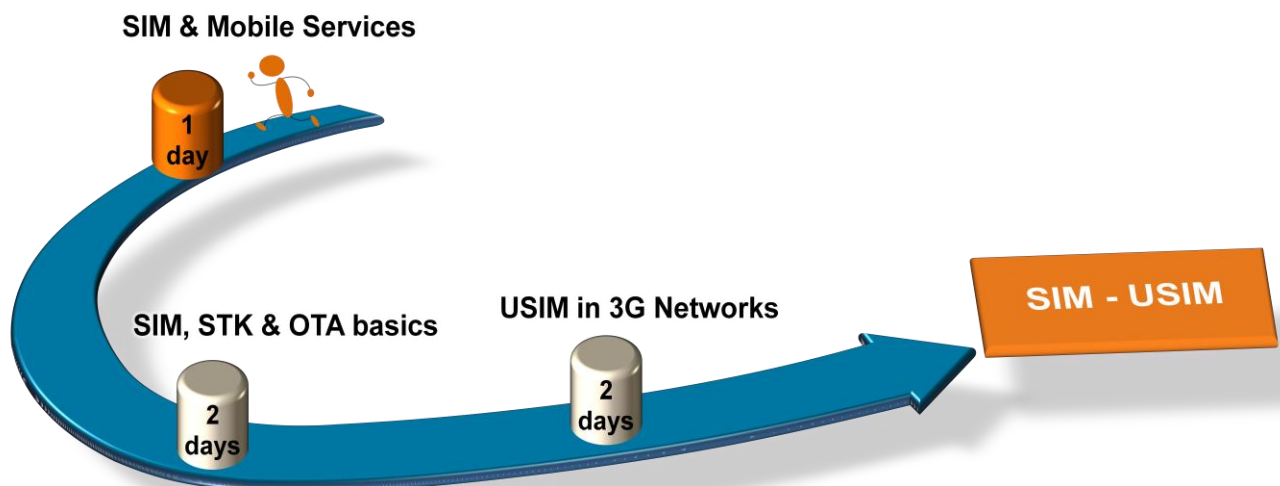 SIM & Mobile Services
1
day
SIM, STK & OTA basics
2
days
USIM in 3G Networks
2
days
SIM - USIM